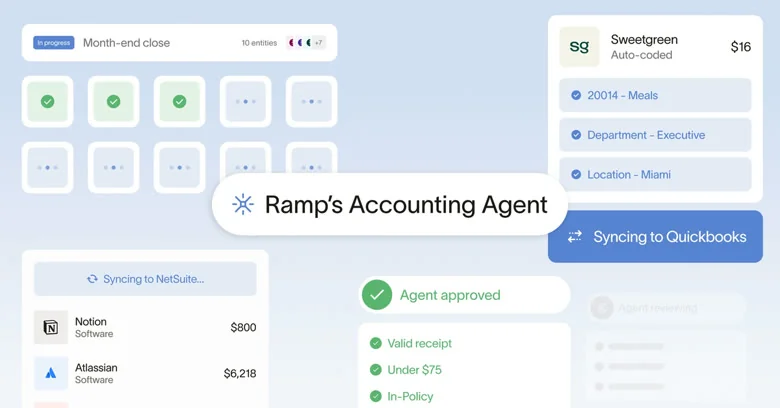 In progress
Month-end close
10 entities
+7
sg
Sweetgreen
Auto-coded
$16
20014 - Meals
Department - Executive
Location - Miami
Ramp's Accounting Agent
Syncing to Quickbooks
Syncing to NetSuite...
N
Notion
Software
$800
Atlassian
Software
$6,218
Agent approved
Valid receipt
Under $75
In-Policy
Agent reviewing